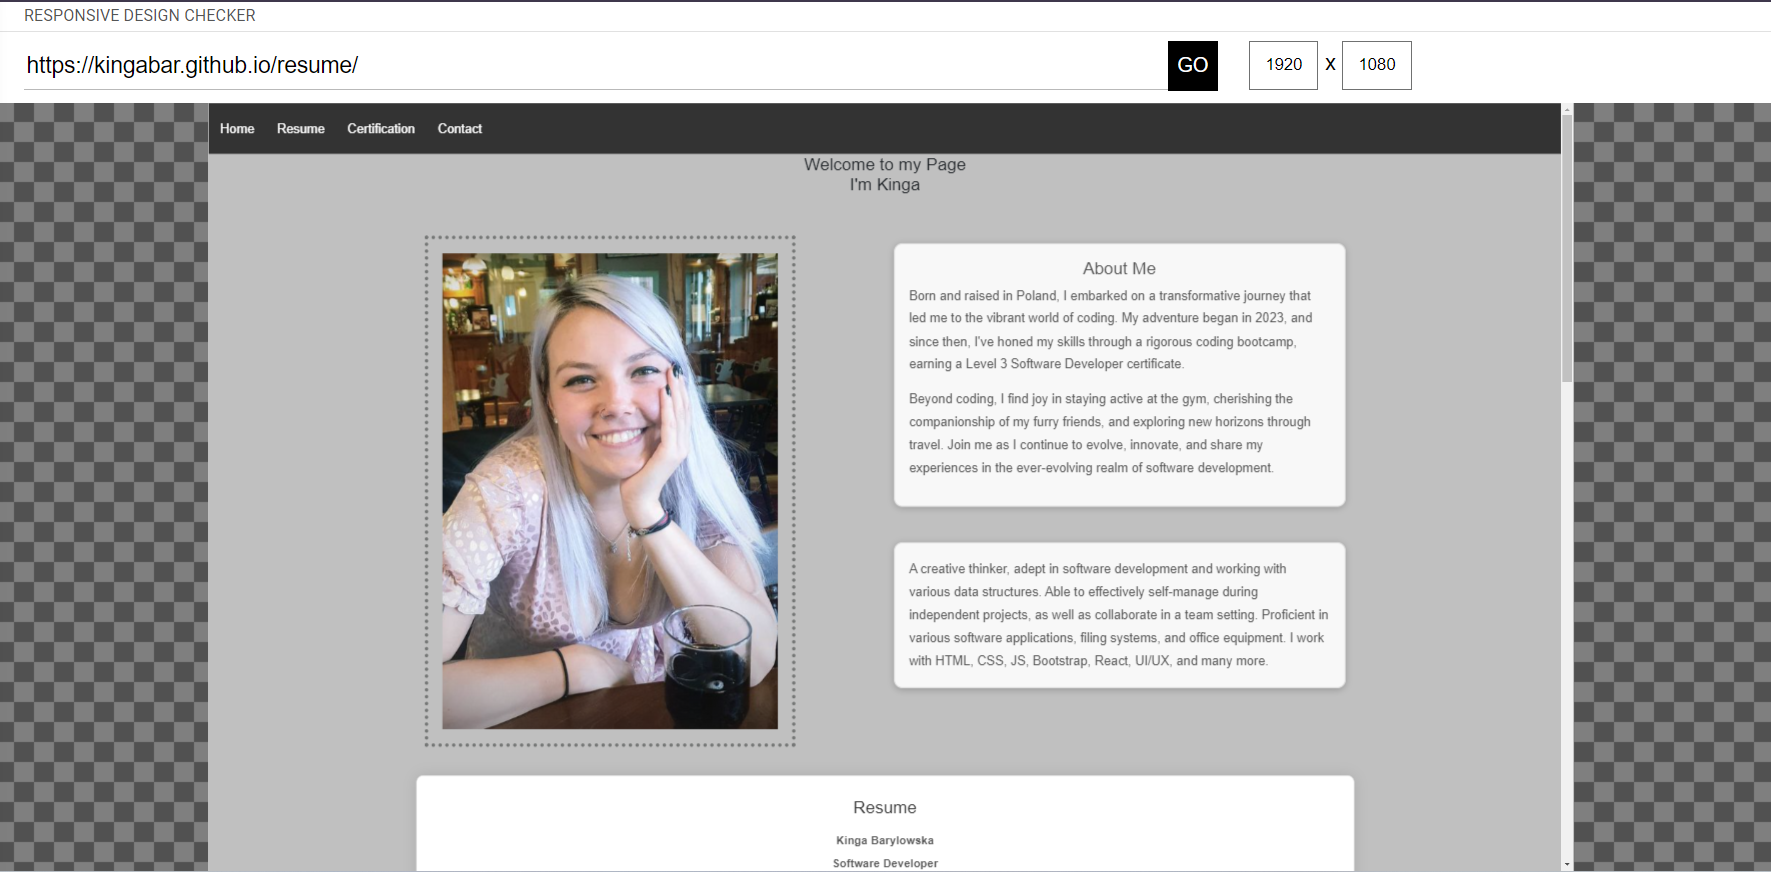 RESPONSIVE DESIGN CHECKER
https://kingabar.github.io/resume/
GO
1920 X 1080
Home Resume Certification Contact
Welcome to my Page
I'm Kinga
About Me
Born and raised in Poland, I embarked on a transformative journey that
led me to the vibrant world of coding. My adventure began in 2023, and
since then, I've honed my skills through a rigorous coding bootcamp,
earning a Level 3 Software Developer certificate.
Beyond coding, I find joy in staying active at the gym, cherishing the
companionship of my furry friends, and exploring new horizons through
travel. Join me as I continue to evolve, innovate, and share my
experiences in the ever-evolving realm of software development.
A creative thinker, adept in software development and working with
various data structures. Able to effectively self-manage during
independent projects, as well as collaborate in a team setting. Proficient in
various software applications, filing systems, and office equipment. I work
with HTML, CSS, JS, Bootstrap, React, UI/UX, and many more.
Resume
Kinga Barylowska
Software Developer